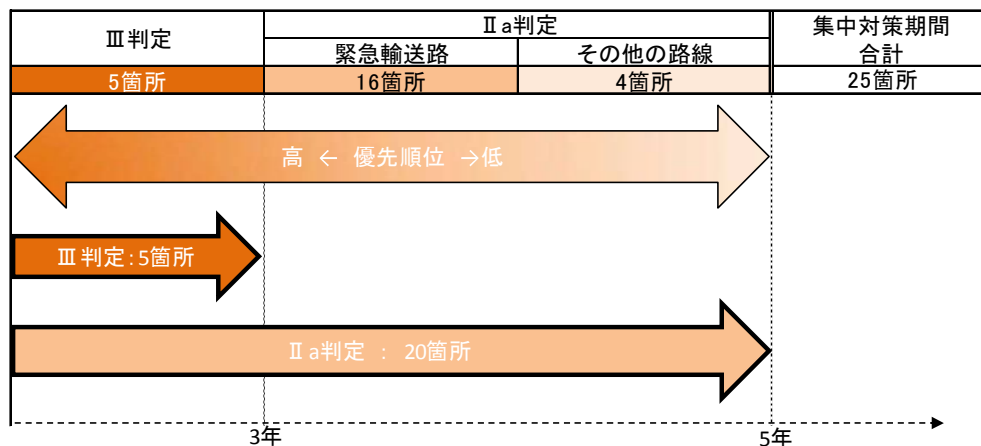 Ⅲ判定
Ⅱa判定
集中対策期間
合計
緊急輸送路
その他の路線
5箇所
16箇所
4箇所
25箇所
高 ← 優先順位 →低
Ⅲ判定：5箇所
Ⅱa判定 ： 20箇所
3年
5年